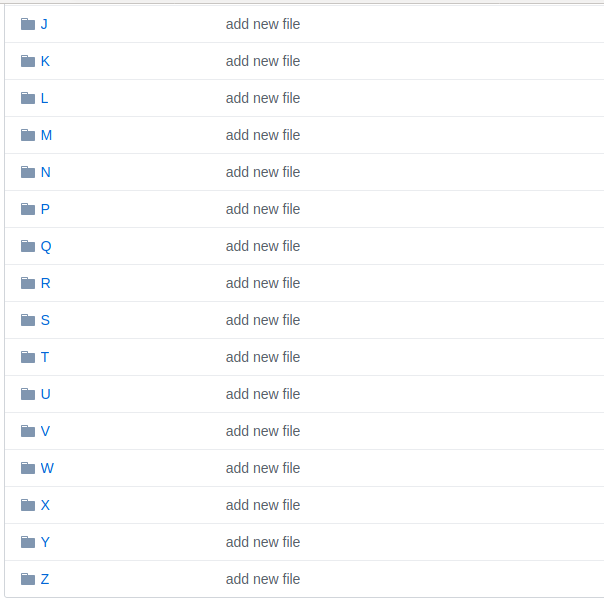 J add new file
K add new file
L add new file
M add new file
N add new file
P add new file
Q add new file
R add new file
S add new file
T add new file
U add new file
V add new file
W add new file
X add new file
Y add new file
Z add new file